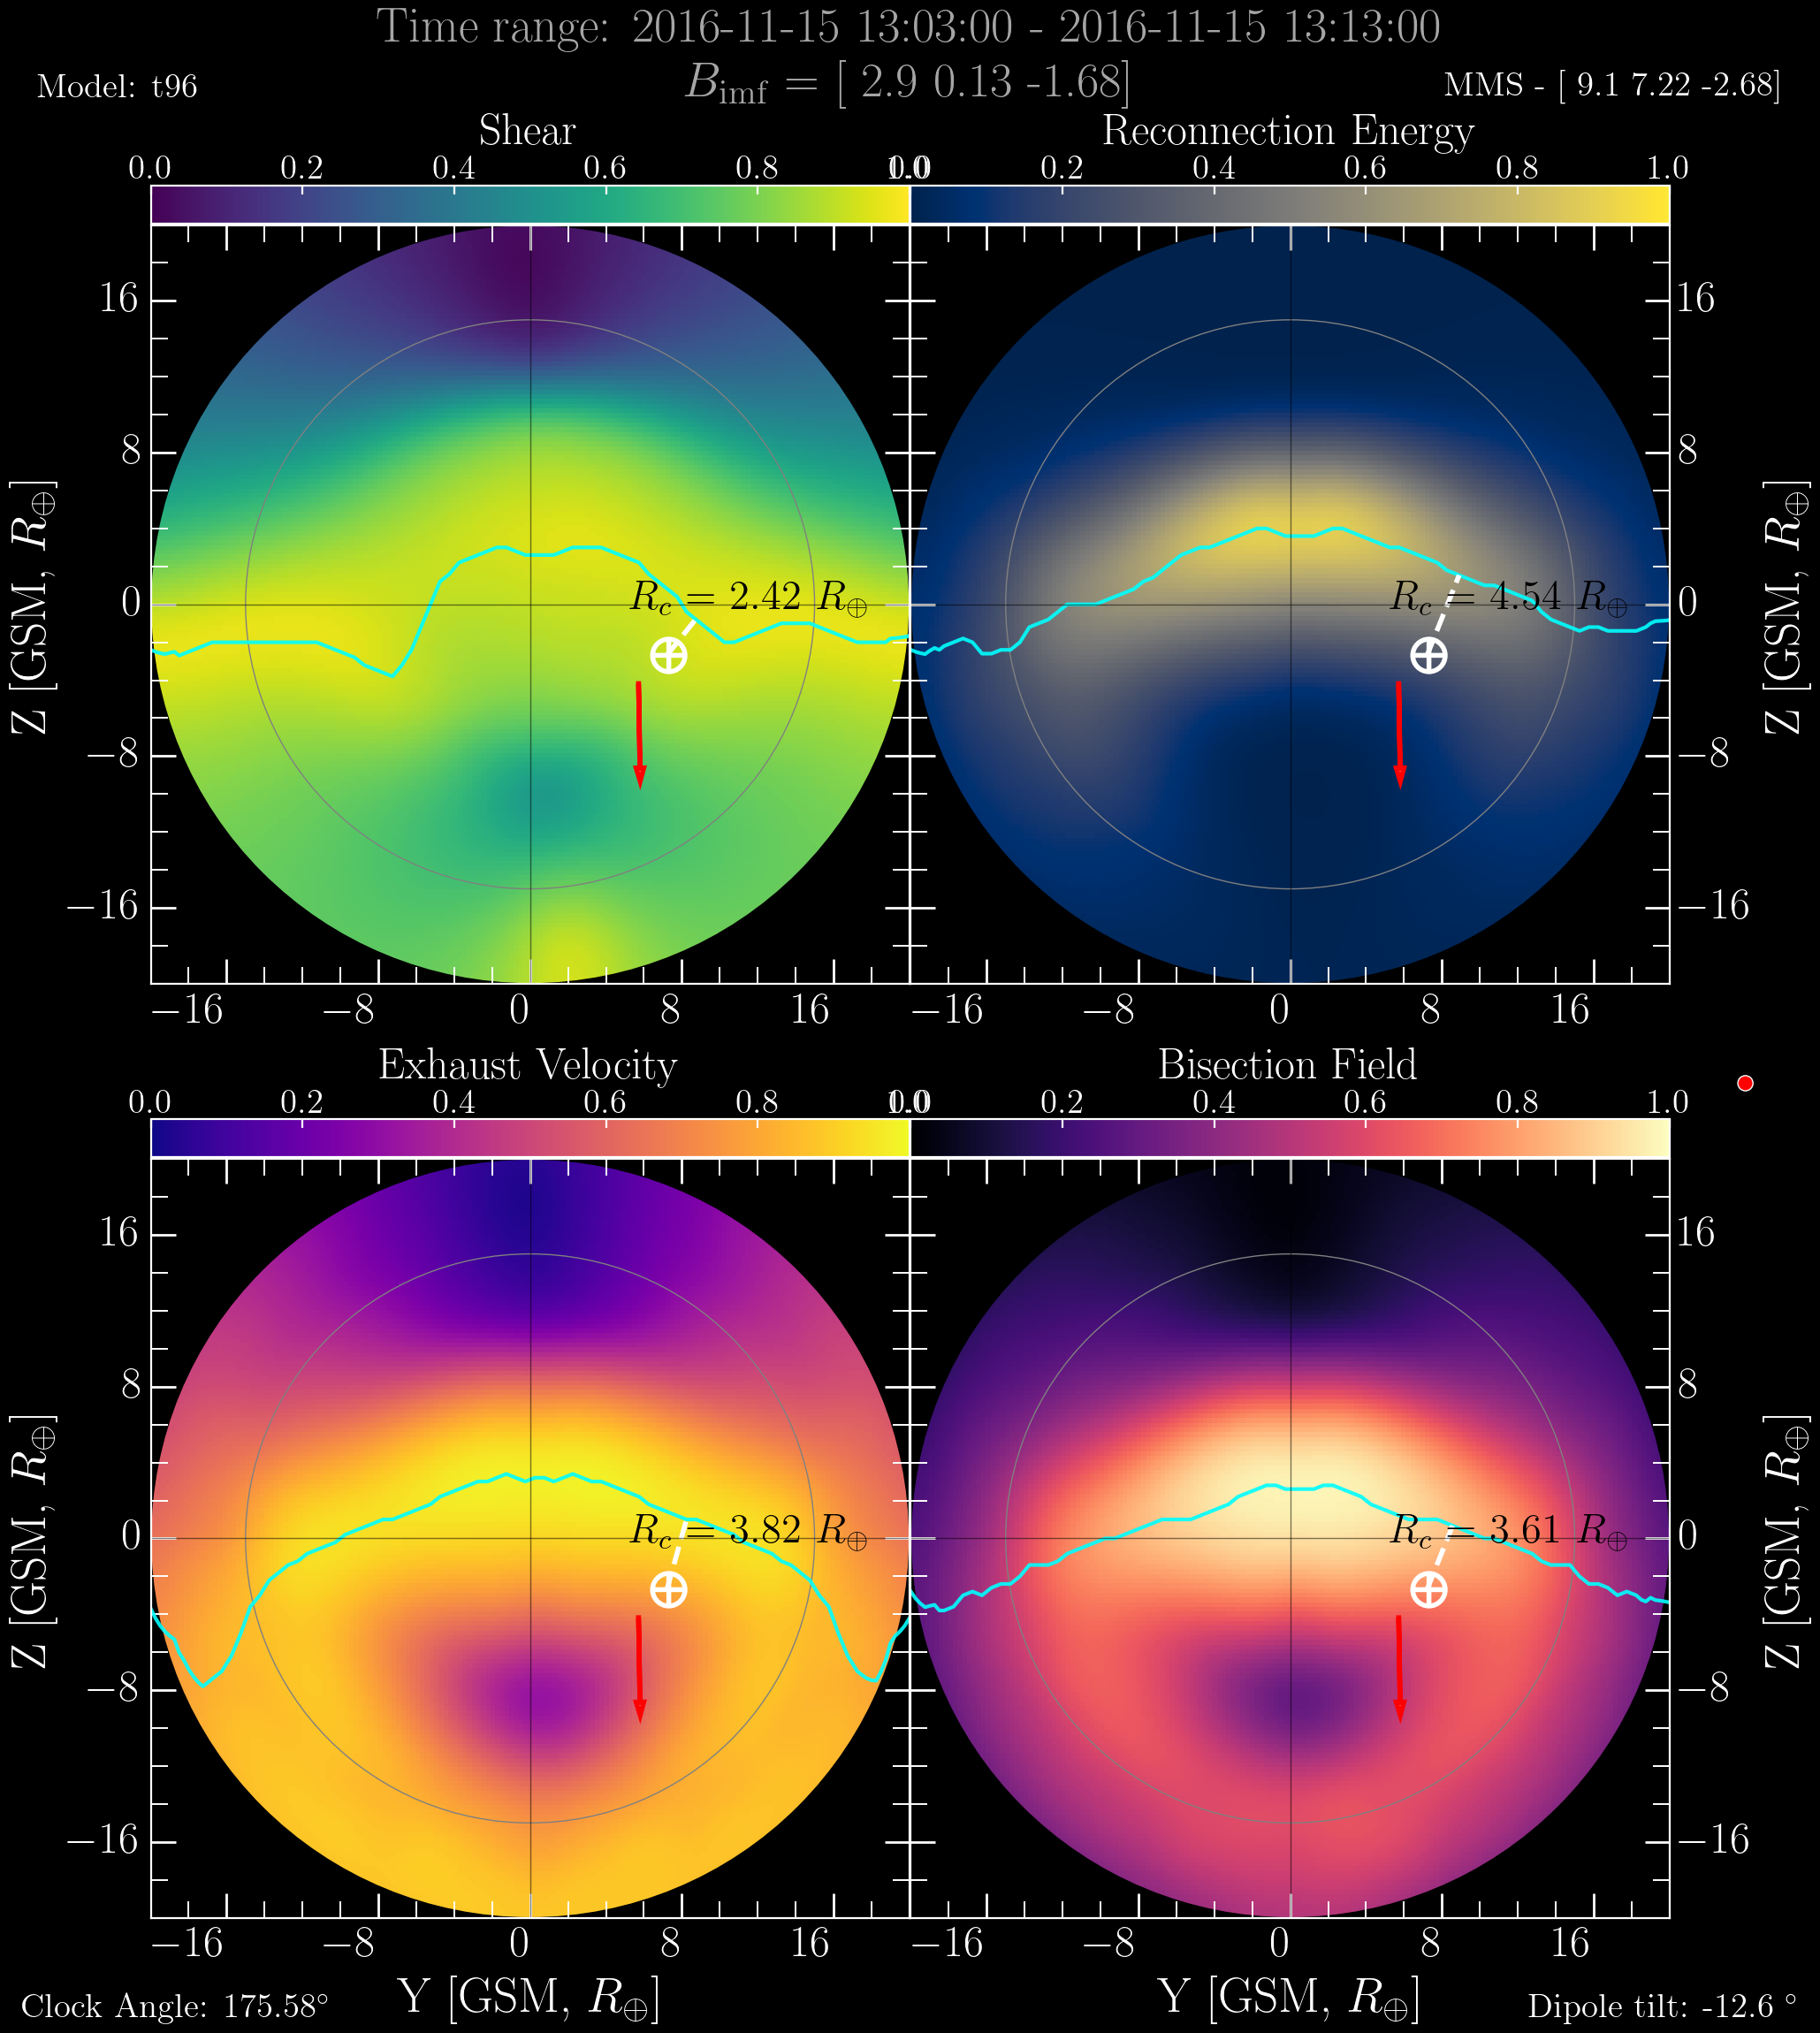 Time range: 2016-11-15 13:03:00 - 2016-11-15 13:13:00
B_imf = [ 2.9 0.13 -1.68]
Model: t96
MMS - [ 9.1 7.22 -2.68]
Shear
Reconnection Energy
0.0 0.2 0.4 0.6 0.8 1.0
0.0 0.2 0.4 0.6 0.8 1.0
16
8
0
−8
−16
Z [GSM, R⊕]
R_c = 2.42 R⊕
R_c = 4.54 R⊕
16
8
0
−8
−16
Z [GSM, R⊕]
−16 −8 0 8 16
−16 −8 0 8 16
Exhaust Velocity
Bisection Field
0.0 0.2 0.4 0.6 0.8 1.0
0.0 0.2 0.4 0.6 0.8 1.0
16
8
0
−8
−16
Z [GSM, R⊕]
R_c = 3.82 R⊕
R_c = 3.61 R⊕
16
8
0
−8
−16
Z [GSM, R⊕]
−16 −8 0 8 16
−16 −8 0 8 16
Y [GSM, R⊕]
Y [GSM, R⊕]
Clock Angle: 175.58°
Dipole tilt: -12.6 °